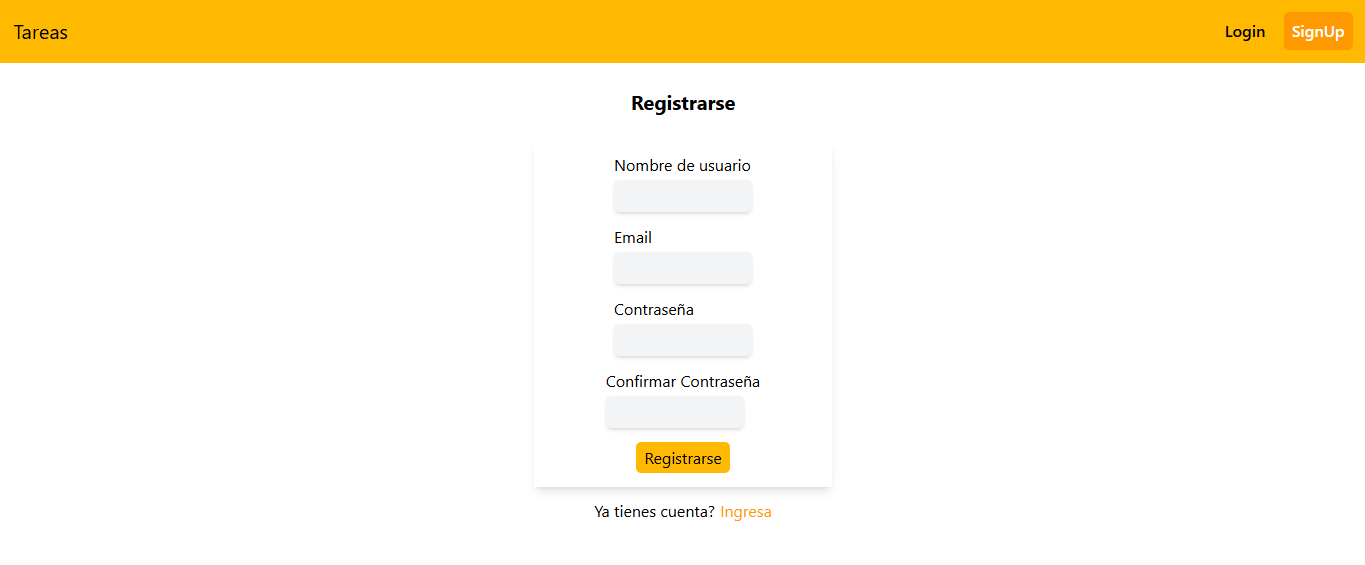 Tareas Login SignUp
Registrarse
Nombre de usuario
Email
Contraseña
Confirmar Contraseña
Registrarse
Ya tienes cuenta? Ingresa